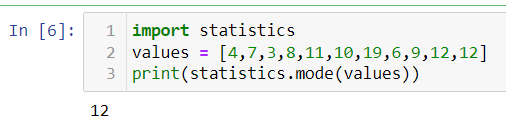 In [6]:
1 import statistics
2 values = [4,7,3,8,11,10,19,6,9,12,12]
3 print(statistics.mode(values))
12